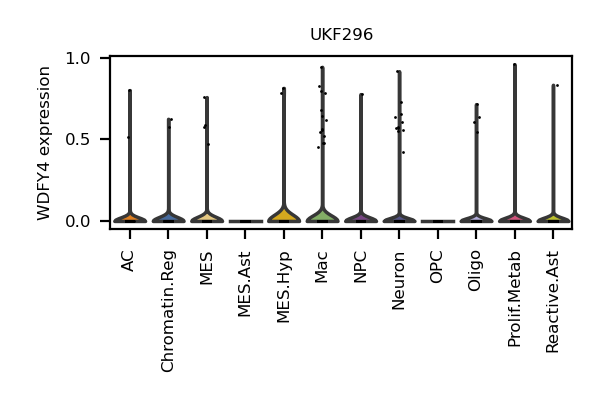 UKF296
WDFY4 expression
1.0
0.5
0.0
AC
Chromatin.Reg
MES
MES.Ast
MES.Hyp
Mac
NPC
Neuron
OPC
Oligo
Prolif.Metab
Reactive.Ast